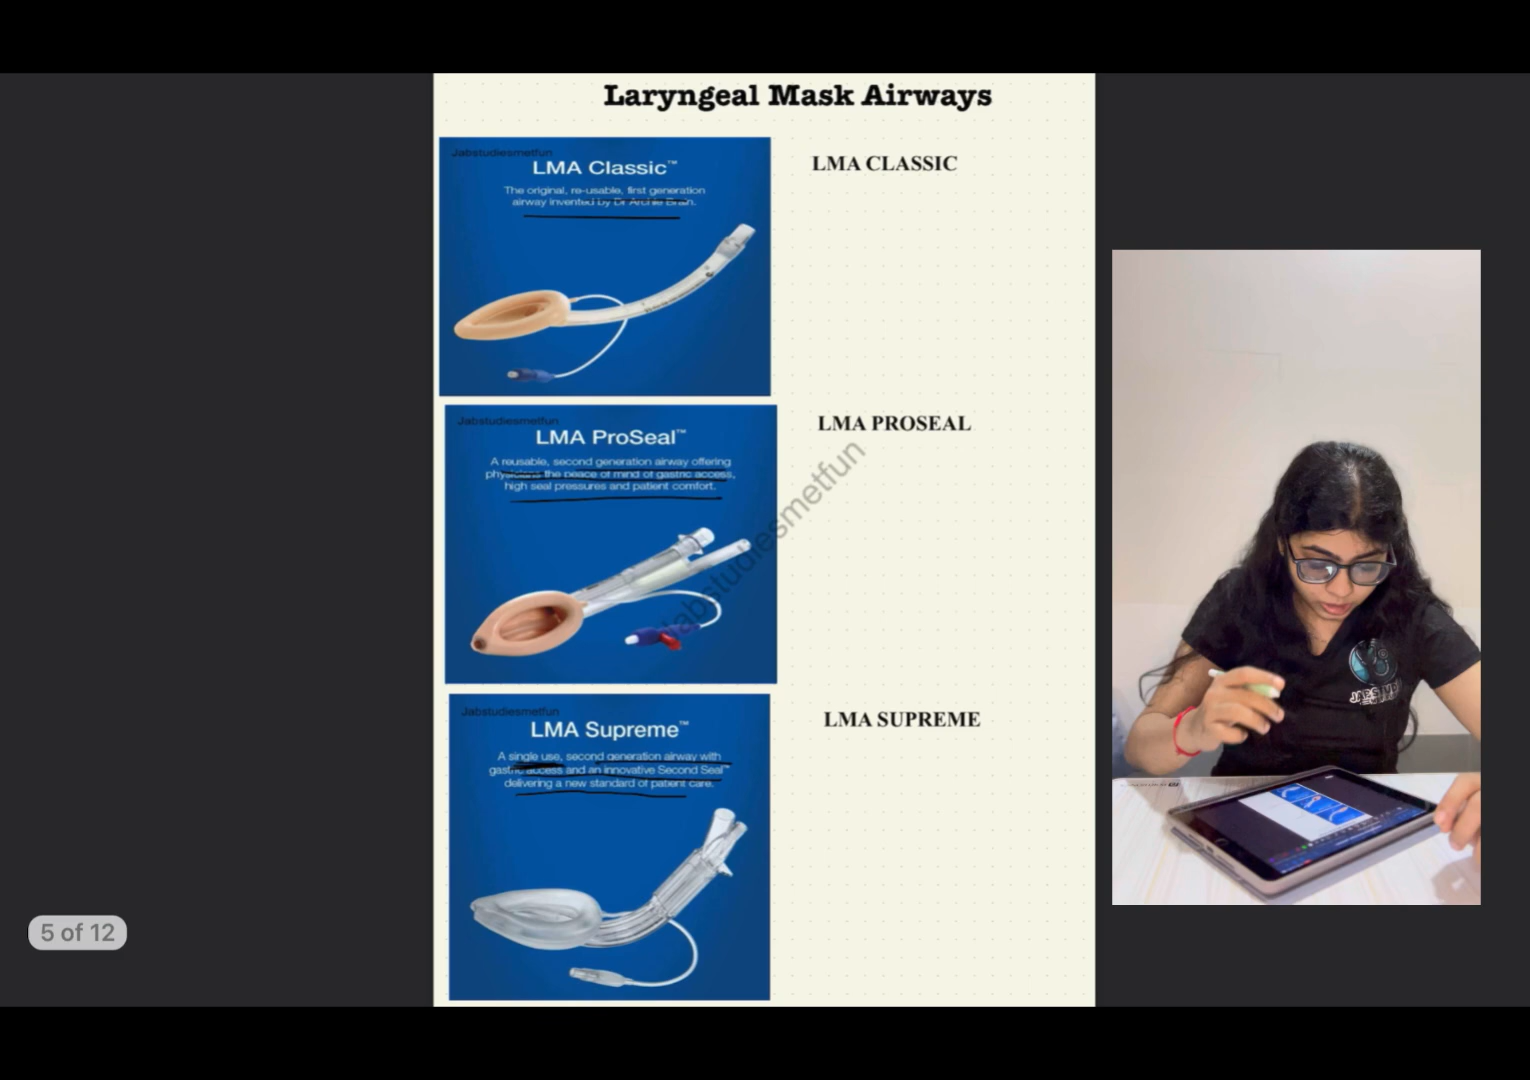 Laryngeal Mask Airways
Jabstudiesmetfun
LMA Classic™
The original, re-usable, first generation
airway invented by Dr Archie Brain.
LMA CLASSIC
Jabstudiesmetfun
LMA ProSeal™
A reusable, second generation airway offering
physicians the peace of mind of gastric access,
high seal pressures and patient comfort.
LMA PROSEAL
Jabstudiesmetfun
Jabstudiesmetfun
LMA Supreme™
A single use, second generation airway with
gastric access and an innovative Second Seal™
delivering a new standard of patient care.
LMA SUPREME
5 of 12